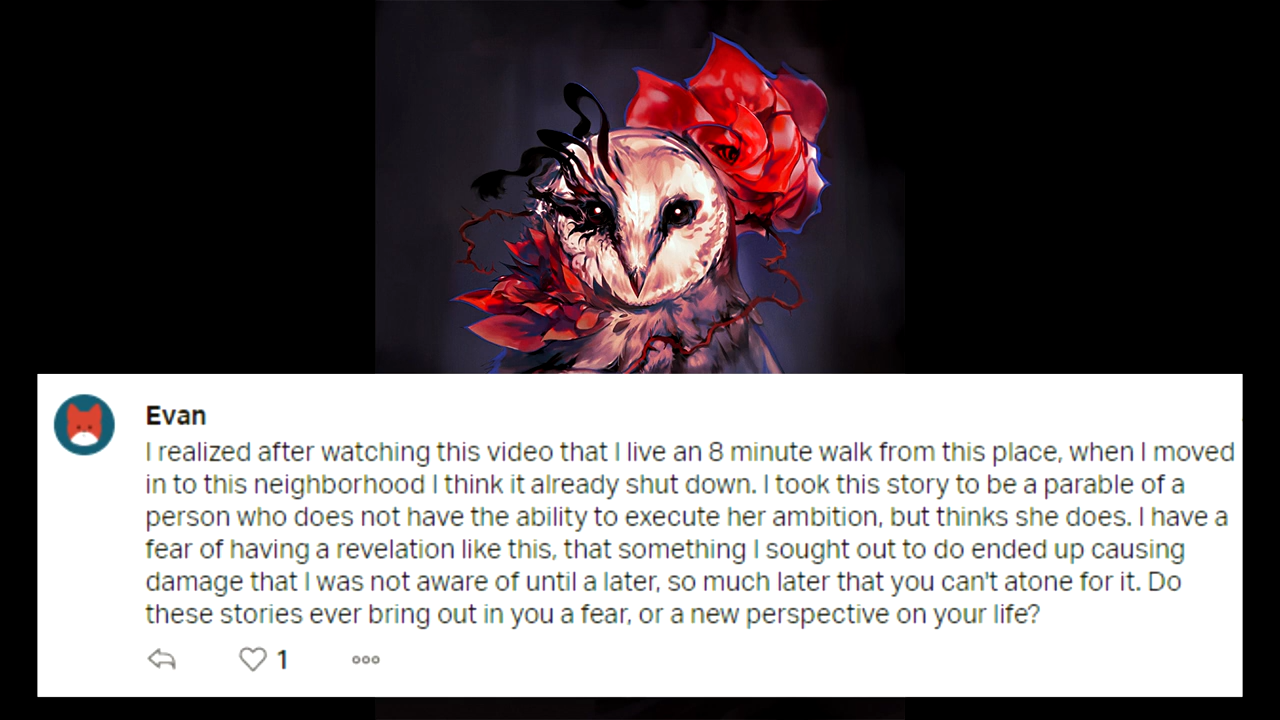 Evan
I realized after watching this video that I live an 8 minute walk from this place, when I moved
in to this neighborhood I think it already shut down. I took this story to be a parable of a
person who does not have the ability to execute her ambition, but thinks she does. I have a
fear of having a revelation like this, that something I sought out to do ended up causing
damage that I was not aware of until a later, so much later that you can't atone for it. Do
these stories ever bring out in you a fear, or a new perspective on your life?
1